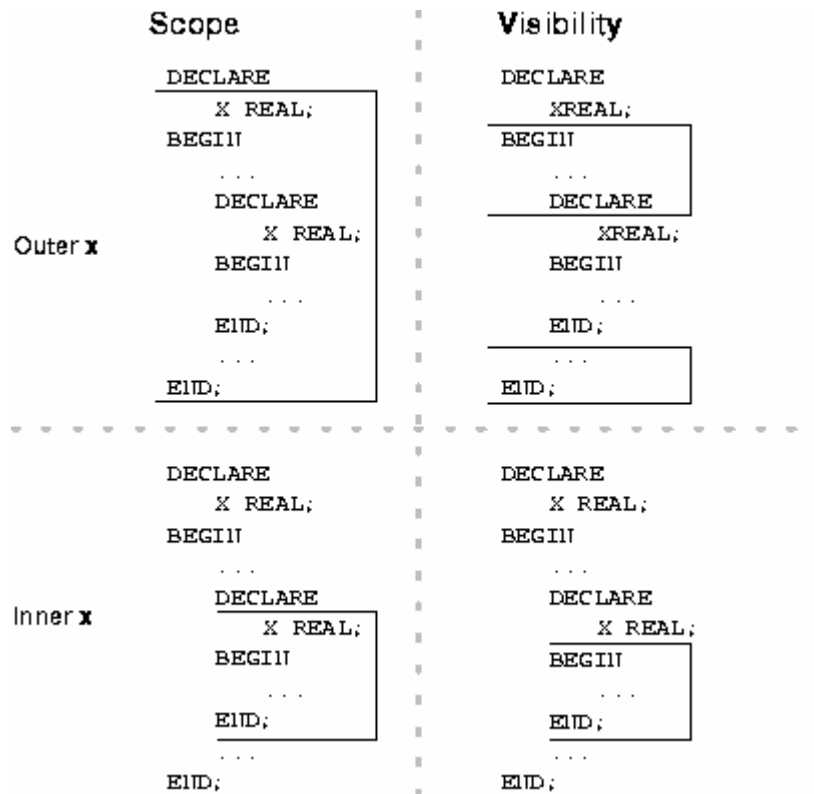 Scope
Visibility
Outer x
DECLARE
X REAL;
BEGIN
...
DECLARE
X REAL;
BEGIN
...
END;
...
END;
DECLARE
XREAL;
BEGIN
...
DECLARE
XREAL;
BEGIN
...
END;
...
END;
Inner x
DECLARE
X REAL;
BEGIN
...
DECLARE
X REAL;
BEGIN
...
END;
...
END;
DECLARE
X REAL;
BEGIN
...
DECLARE
X REAL;
BEGIN
...
END;
...
END;